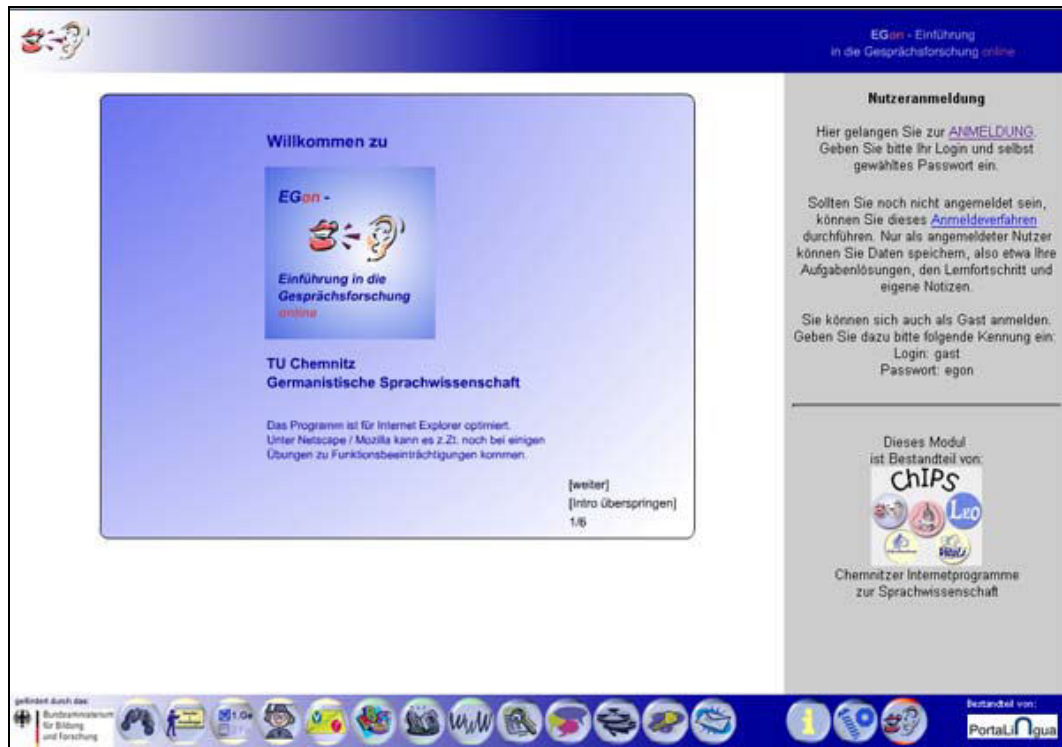 EGon - Einführung
in die Gesprächsforschung online
Willkommen zu
EGon -
Einführung in die
Gesprächsforschung
online
TU Chemnitz
Germanistische Sprachwissenschaft
Das Programm ist für Internet Explorer optimiert.
Unter Netscape / Mozilla kann es z.Zt. noch bei einigen
Übungen zu Funktionsbeeinträchtigungen kommen.
[weiter]
[Intro überspringen]
1/6
Nutzeranmeldung
Hier gelangen Sie zur ANMELDUNG.
Geben Sie bitte Ihr Login und selbst
gewähltes Passwort ein.
Sollten Sie noch nicht angemeldet sein,
können Sie dieses Anmeldeverfahren
durchführen. Nur als angemeldeter Nutzer
können Sie Daten speichern, also etwa Ihre
Aufgabenlösungen, den Lernfortschritt und
eigene Notizen.
Sie können sich auch als Gast anmelden.
Geben Sie dazu bitte folgende Kennung ein:
Login: gast
Passwort: egon
Dieses Modul
ist Bestandteil von:
ChIPS
Leo
Chemnitzer Internetprogramme
zur Sprachwissenschaft
gefördert durch das:
Bundesministerium
für Bildung
und Forschung
WWW
Bestandteil von:
PortaLingua